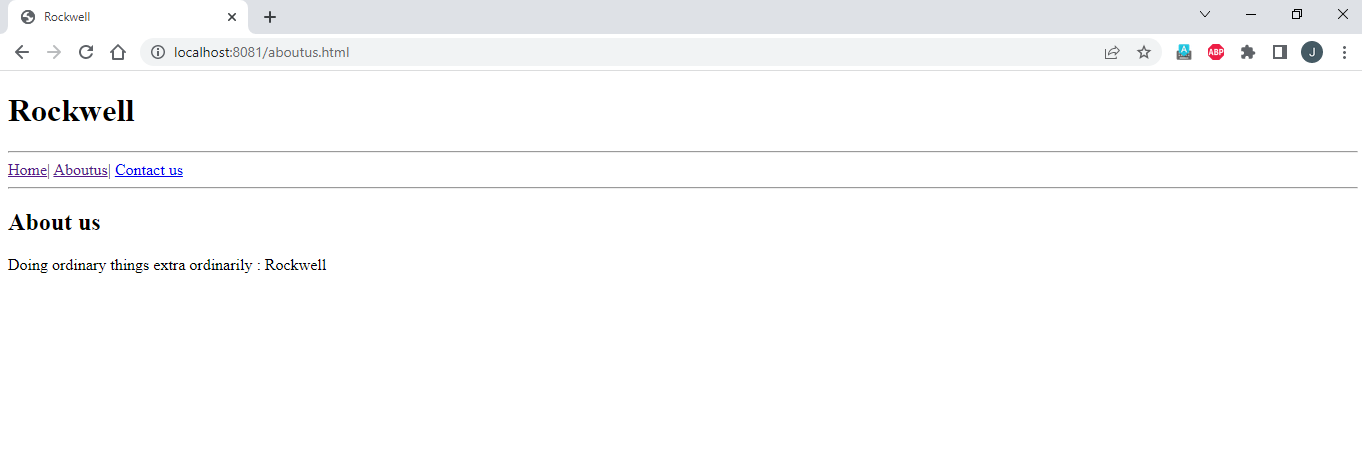 Rockwell
localhost:8081/aboutus.html
ABP
J
Rockwell
Home| Aboutus| Contact us
About us
Doing ordinary things extra ordinarily : Rockwell